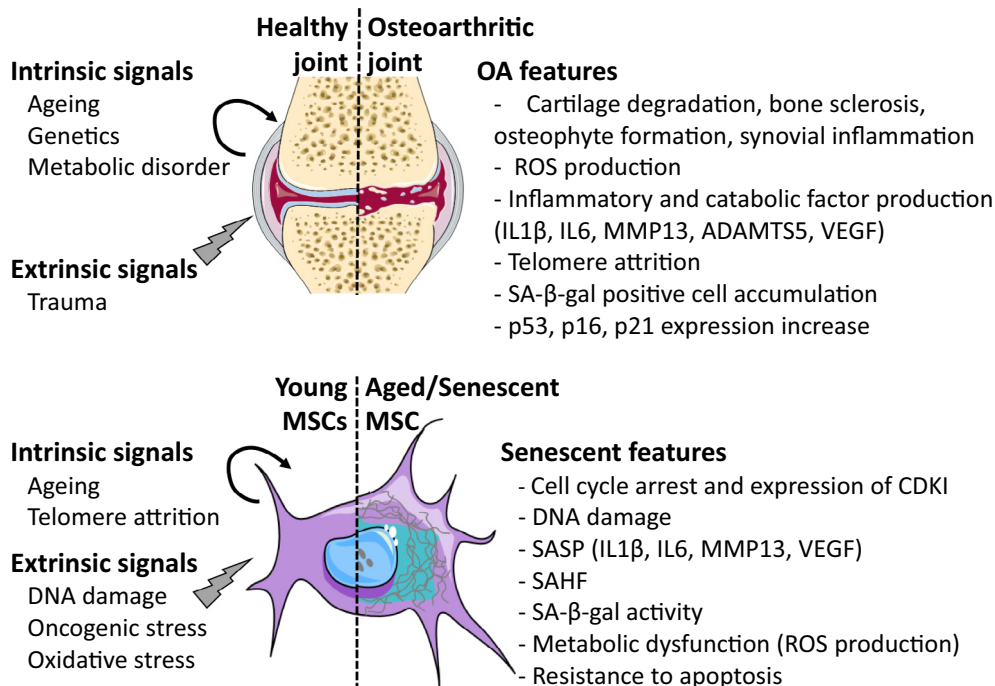 Healthy joint
Osteoarthritic joint
Intrinsic signals
Ageing
Genetics
Metabolic disorder
Extrinsic signals
Trauma
OA features
- Cartilage degradation, bone sclerosis,
osteophyte formation, synovial inflammation
- ROS production
- Inflammatory and catabolic factor production
(IL1β, IL6, MMP13, ADAMTS5, VEGF)
- Telomere attrition
- SA-β-gal positive cell accumulation
- p53, p16, p21 expression increase
Young MSCs
Aged/Senescent MSC
Intrinsic signals
Ageing
Telomere attrition
Extrinsic signals
DNA damage
Oncogenic stress
Oxidative stress
Senescent features
- Cell cycle arrest and expression of CDKI
- DNA damage
- SASP (IL1β, IL6, MMP13, VEGF)
- SAHF
- SA-β-gal activity
- Metabolic dysfunction (ROS production)
- Resistance to apoptosis